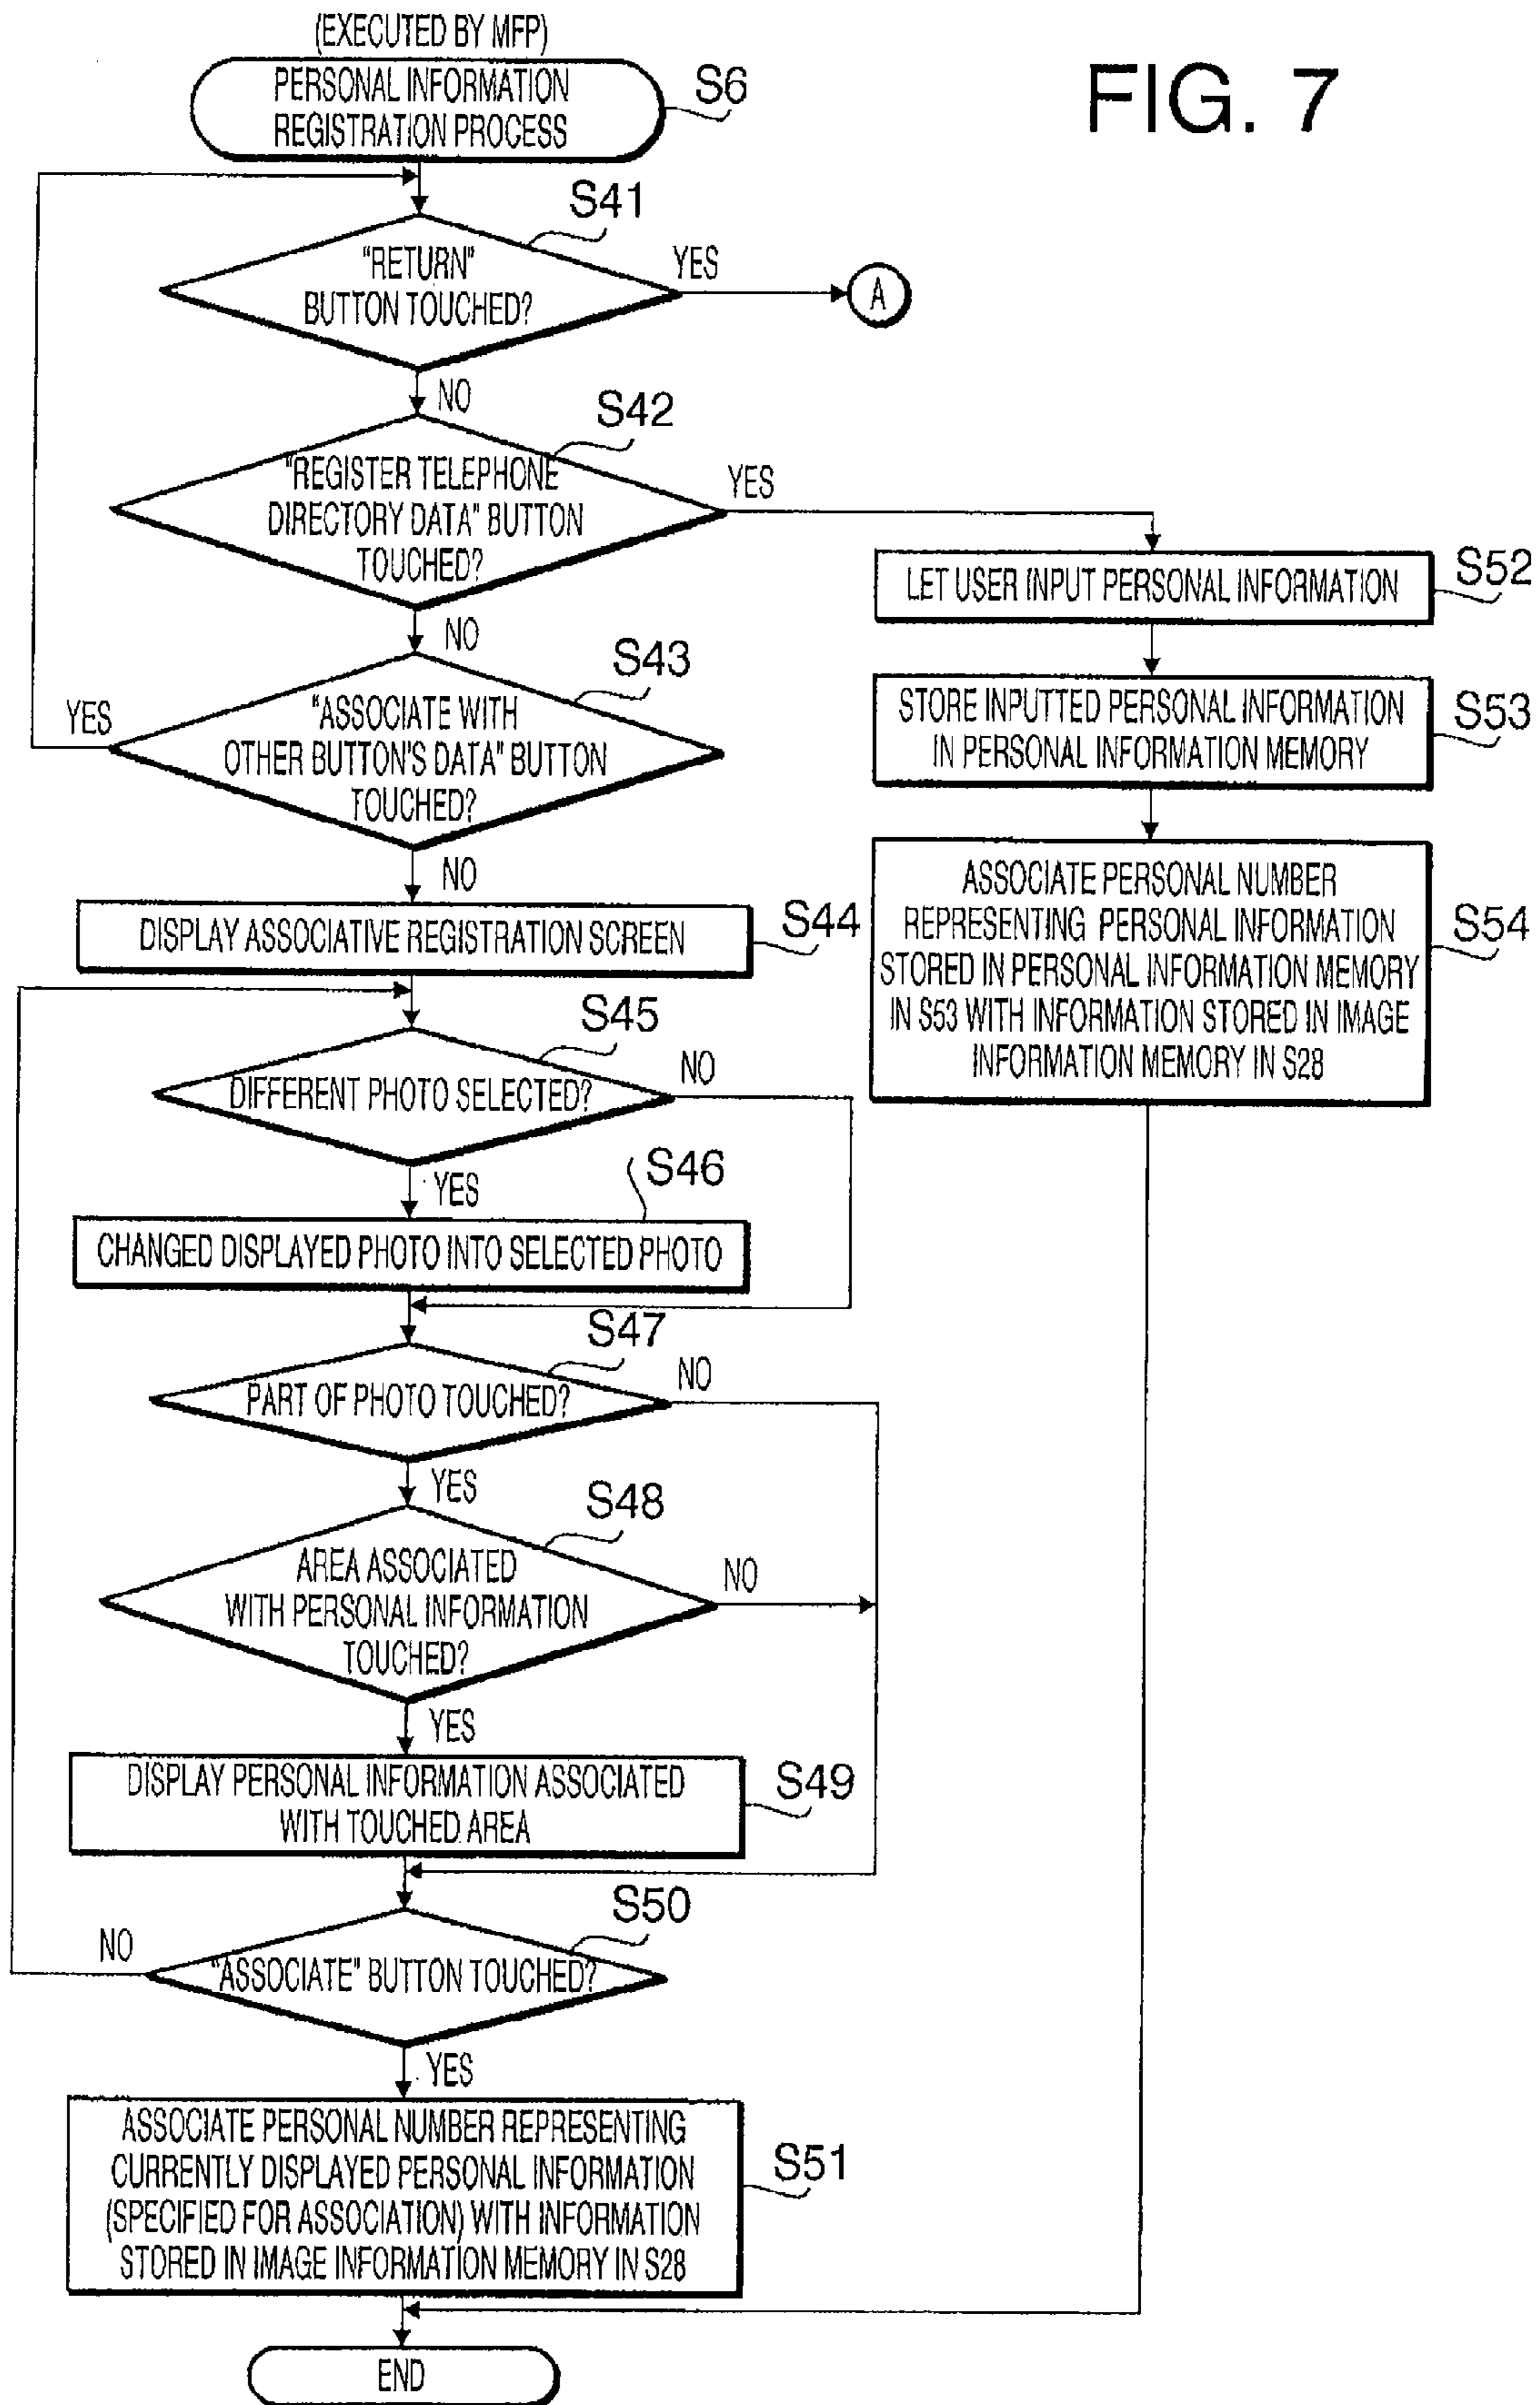 (EXECUTED BY MFP)
FIG. 7
PERSONAL INFORMATION
REGISTRATION PROCESS
S6
S41
"RETURN"
BUTTON TOUCHED?
YES
A
NO
S42
"REGISTER TELEPHONE
DIRECTORY DATA" BUTTON
TOUCHED?
YES
NO
S43
"ASSOCIATE WITH
OTHER BUTTON'S DATA" BUTTON
TOUCHED?
YES
NO
DISPLAY ASSOCIATIVE REGISTRATION SCREEN
S44
S45
DIFFERENT PHOTO SELECTED?
NO
YES
S46
CHANGED DISPLAYED PHOTO INTO SELECTED PHOTO
S47
PART OF PHOTO TOUCHED?
NO
YES
S48
AREA ASSOCIATED
WITH PERSONAL INFORMATION
TOUCHED?
NO
YES
DISPLAY PERSONAL INFORMATION ASSOCIATED
WITH TOUCHED AREA
S49
S50
"ASSOCIATE" BUTTON TOUCHED?
NO
YES
ASSOCIATE PERSONAL NUMBER REPRESENTING
CURRENTLY DISPLAYED PERSONAL INFORMATION
(SPECIFIED FOR ASSOCIATION) WITH INFORMATION
STORED IN IMAGE INFORMATION MEMORY IN S28
S51
LET USER INPUT PERSONAL INFORMATION
S52
STORE INPUTTED PERSONAL INFORMATION
IN PERSONAL INFORMATION MEMORY
S53
ASSOCIATE PERSONAL NUMBER
REPRESENTING PERSONAL INFORMATION
STORED IN PERSONAL INFORMATION MEMORY
IN S53 WITH INFORMATION STORED IN IMAGE
INFORMATION MEMORY IN S28
S54
END